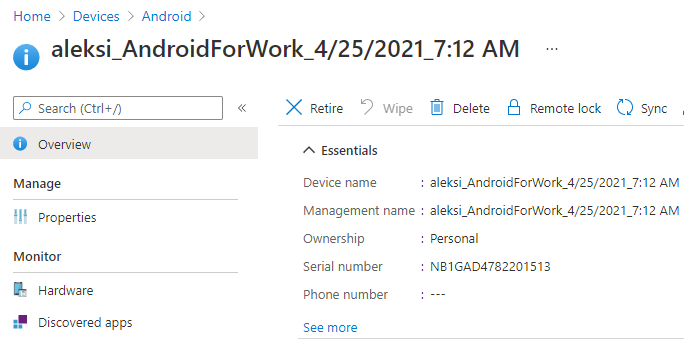 Home > Devices > Android >
aleksi_AndroidForWork_4/25/2021_7:12 AM ...
Search (Ctrl+/) «
Retire Wipe Delete Remote lock Sync
Overview
Essentials
Manage
Device name : aleksi_AndroidForWork_4/25/2021_7:12 AM
Properties
Management name : aleksi_AndroidForWork_4/25/2021_7:12 AM
Ownership : Personal
Monitor
Serial number : NB1GAD4782201513
Hardware
Phone number : ---
Discovered apps
See more